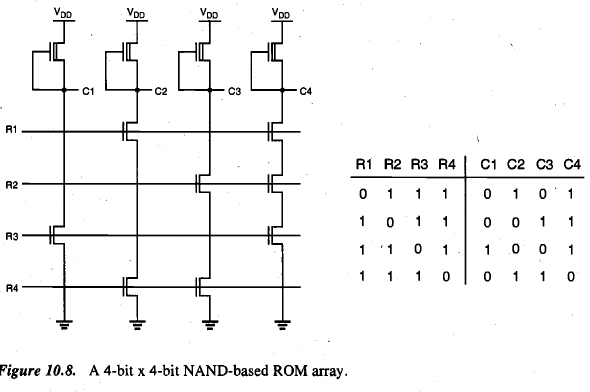 VDD VDD VDD VDD
C1 C2 C3 C4
R1
R2
R3
R4
R1 R2 R3 R4 C1 C2 C3 C4
0 1 1 1 0 1 0 1
1 0 1 1 0 0 1 1
1 1 0 1 1 0 0 1
1 1 1 0 0 1 1 0
Figure 10.8. A 4-bit x 4-bit NAND-based ROM array.